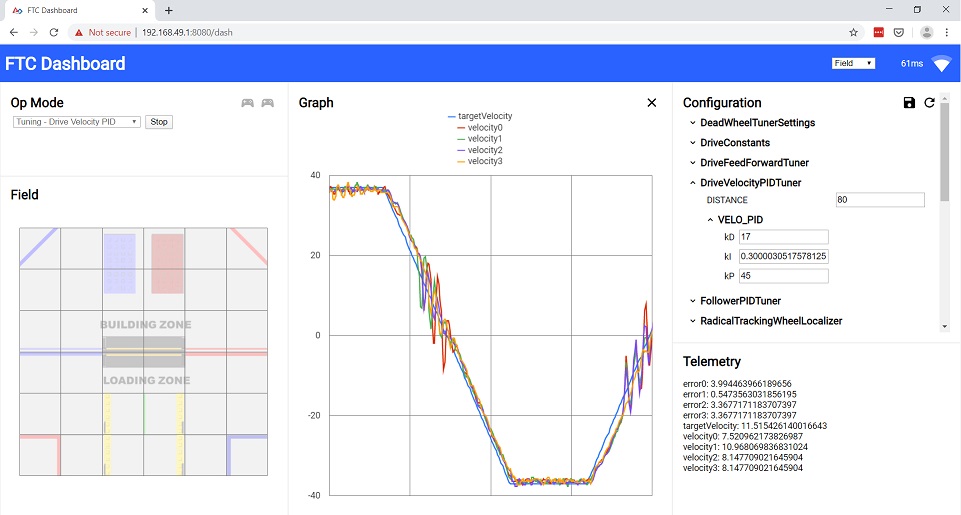 FTC Dashboard
Not secure | 192.168.49.1:8080/dash
FTC Dashboard
Field
61ms
Op Mode
Tuning - Drive Velocity PID
Stop
Field
BUILDING ZONE
LOADING ZONE
Graph
targetVelocity
velocity0
velocity1
velocity2
velocity3
40
20
0
-20
-40
Configuration
DeadWheelTunerSettings
DriveConstants
DriveFeedForwardTuner
DriveVelocityPIDTuner
DISTANCE 80
VELO_PID
kD 17
kI 0.3000030517578125
kP 45
FollowerPIDTuner
RadicalTrackingWheelLocalizer
Telemetry
error0: 3.994463966189656
error1: 0.5473563031856195
error2: 3.3677171183707397
error3: 3.3677171183707397
targetVelocity: 11.515426140016643
velocity0: 7.520962173826987
velocity1: 10.968069836831024
velocity2: 8.147709021645904
velocity3: 8.147709021645904